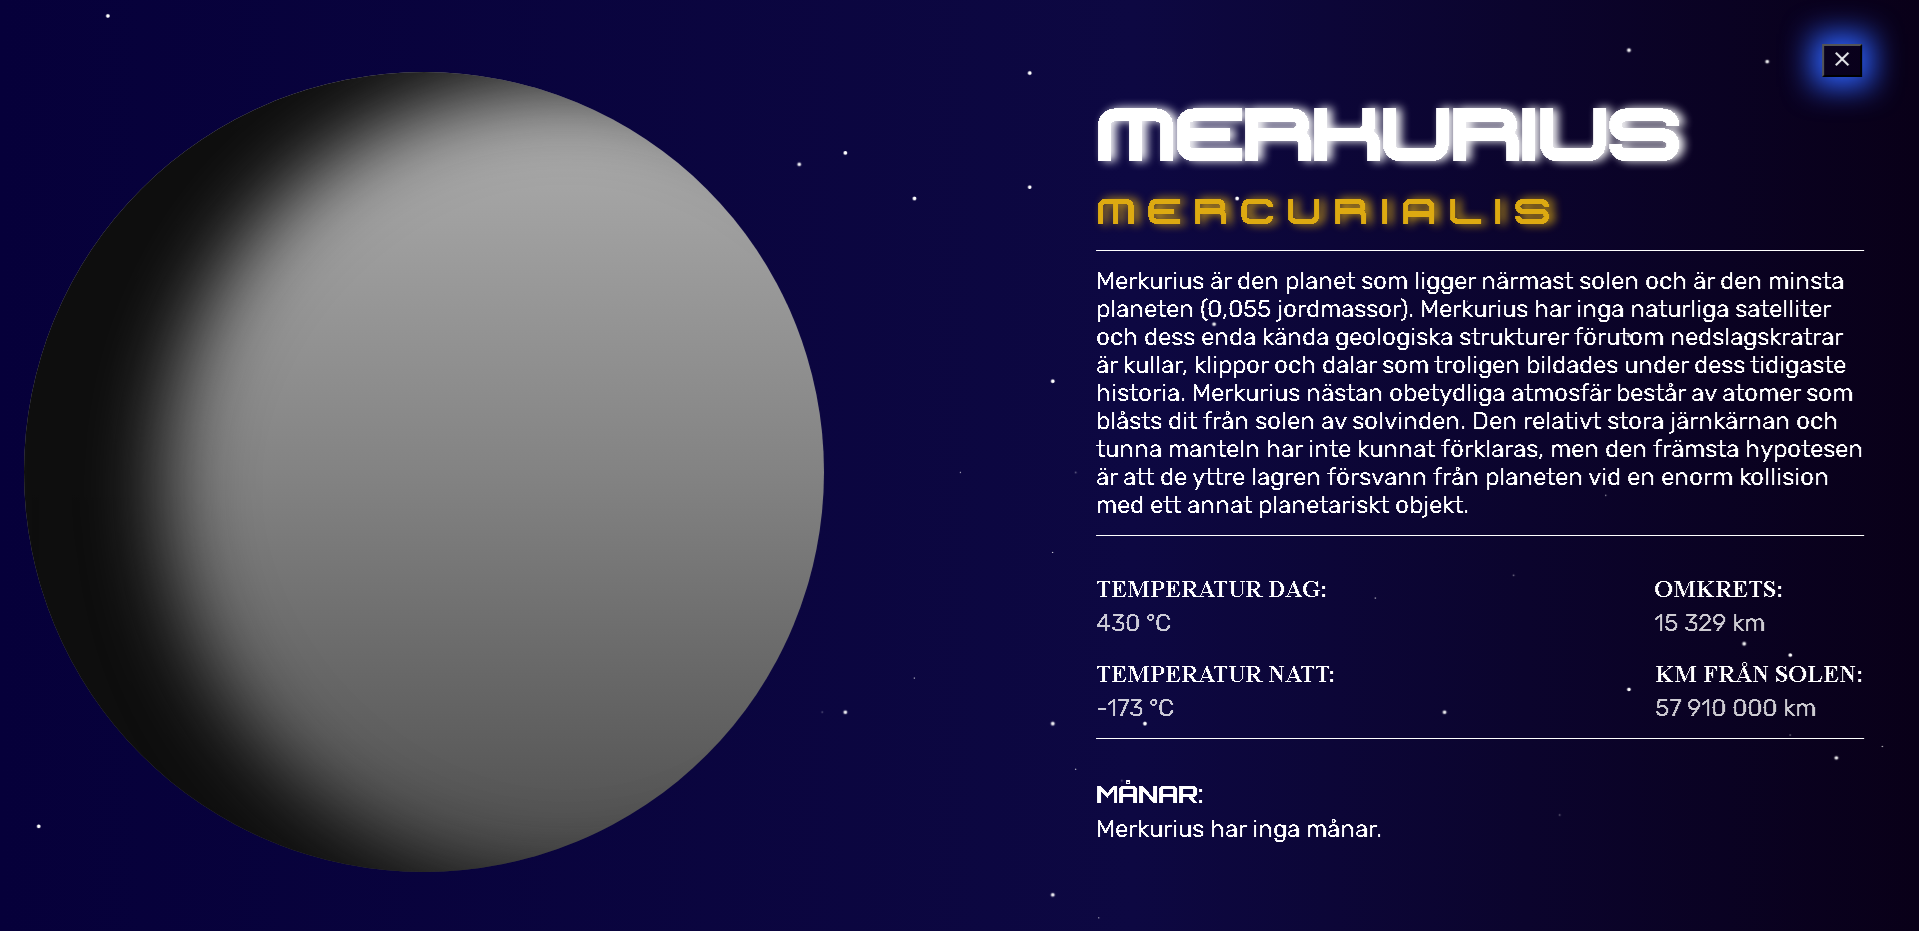 ×
MERKURIUS
MERCURIALIS
Merkurius är den planet som ligger närmast solen och är den minsta
planeten (0,055 jordmassor). Merkurius har inga naturliga satelliter
och dess enda kända geologiska strukturer förutom nedslagskratrar
är kullar, klippor och dalar som troligen bildades under dess tidigaste
historia. Merkurius nästan obetydliga atmosfär består av atomer som
blåsts dit från solen av solvinden. Den relativt stora järnkärnan och
tunna manteln har inte kunnat förklaras, men den främsta hypotesen
är att de yttre lagren försvann från planeten vid en enorm kollision
med ett annat planetariskt objekt.
TEMPERATUR DAG:
430 °C
OMKRETS:
15 329 km
TEMPERATUR NATT:
-173 °C
KM FRÅN SOLEN:
57 910 000 km
MÅNAR:
Merkurius har inga månar.